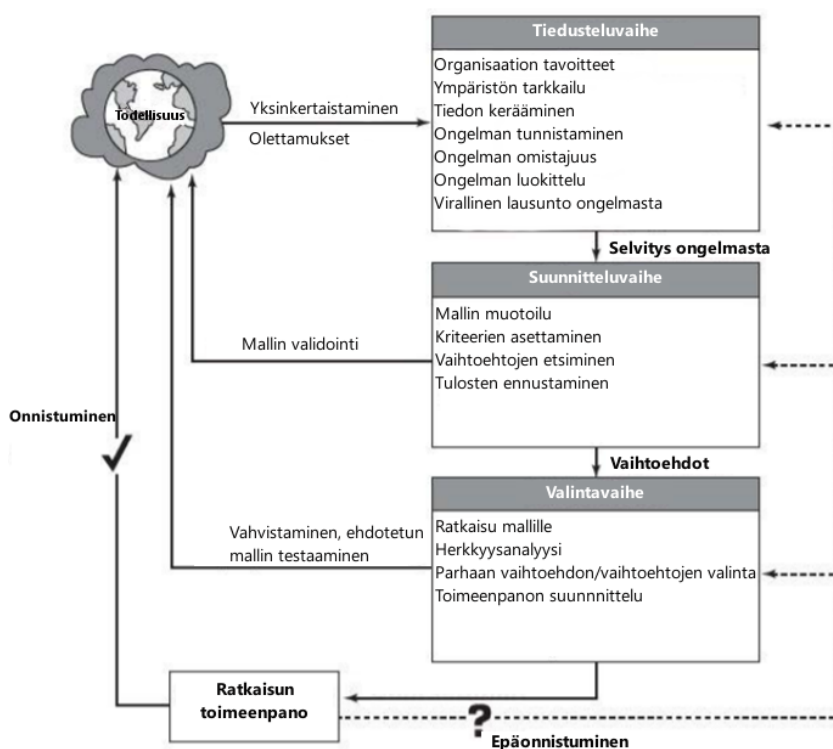 Tiedusteluvaihe
Organisaation tavoitteet
Ympäristön tarkkailu
Tiedon kerääminen
Ongelman tunnistaminen
Ongelman omistajuus
Ongelman luokittelu
Virallinen lausunto ongelmasta
Todellisuus
Yksinkertaistaminen
Olettamukset
Selvitys ongelmasta
Suunnitteluvaihe
Mallin muotoilu
Kriteerien asettaminen
Vaihtoehtojen etsiminen
Tulosten ennustaminen
Mallin validointi
Onnistuminen
Vaihtoehdot
Valintavaihe
Ratkaisu mallille
Herkkyysanalyysi
Parhaan vaihtoehdon/vaihtoehtojen valinta
Toimeenpanon suunnnittelu
Vahvistaminen, ehdotetun
mallin testaaminen
Ratkaisun
toimeenpano
?
Epäonnistuminen